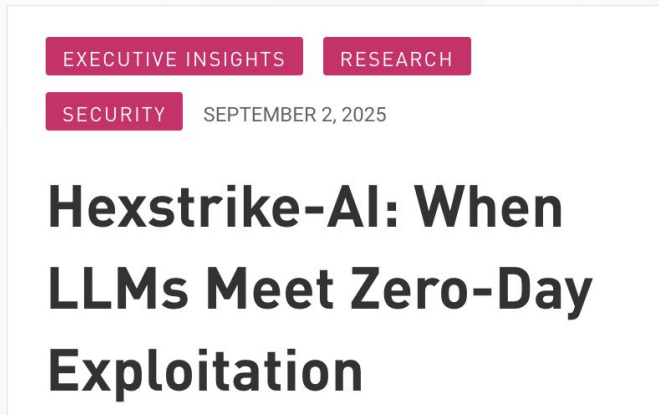 EXECUTIVE INSIGHTS RESEARCH
SECURITY SEPTEMBER 2, 2025
Hexstrike-AI: When
LLMs Meet Zero-Day
Exploitation